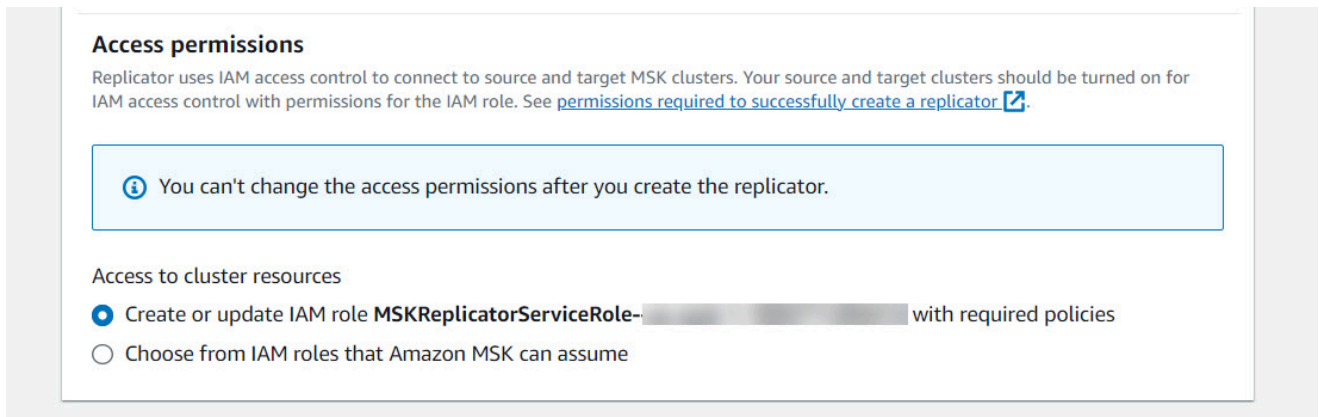 Access permissions
Replicator uses IAM access control to connect to source and target MSK clusters. Your source and target clusters should be turned on for
IAM access control with permissions for the IAM role. See permissions required to successfully create a replicator.
You can't change the access permissions after you create the replicator.
Access to cluster resources
Create or update IAM role MSKReplicatorServiceRole- with required policies
Choose from IAM roles that Amazon MSK can assume